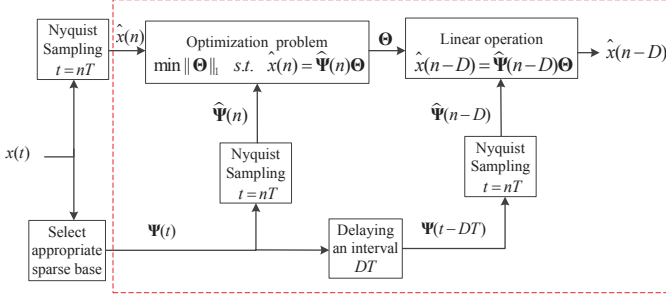 Nyquist
Sampling
t = nT
x̂(n)
Optimization problem
min || Θ ||₁ s.t. x̂(n) = Ψ̂(n)Θ
Θ
Linear operation
x̂(n−D) = Ψ̂(n−D)Θ
x̂(n−D)
Ψ̂(n)
Ψ̂(n−D)
x(t)
Nyquist
Sampling
t = nT
Nyquist
Sampling
t = nT
Select
appropriate
sparse base
Ψ(t)
Delaying
an interval
DT
Ψ(t−DT)